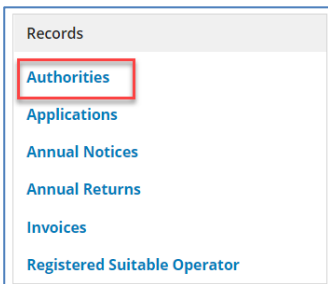 Records
Authorities
Applications
Annual Notices
Annual Returns
Invoices
Registered Suitable Operator